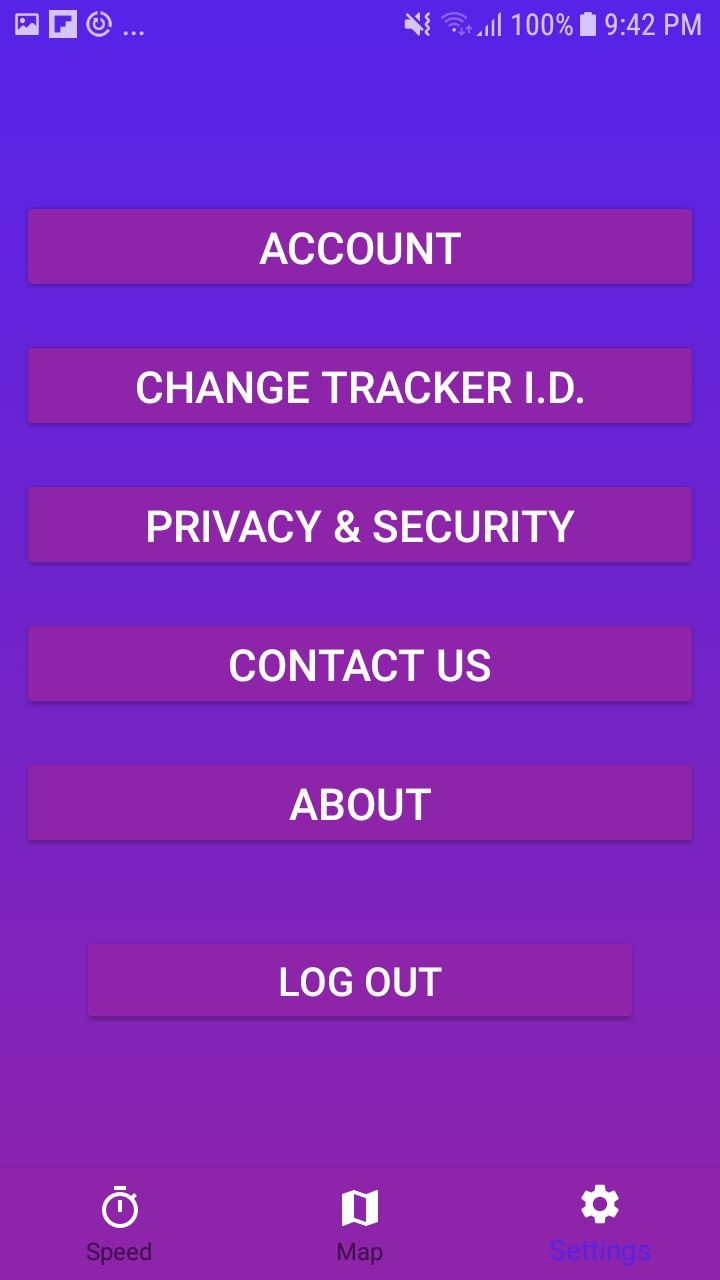 ... 100% 9:42 PM
ACCOUNT
CHANGE TRACKER I.D.
PRIVACY & SECURITY
CONTACT US
ABOUT
LOG OUT
Speed Map Settings